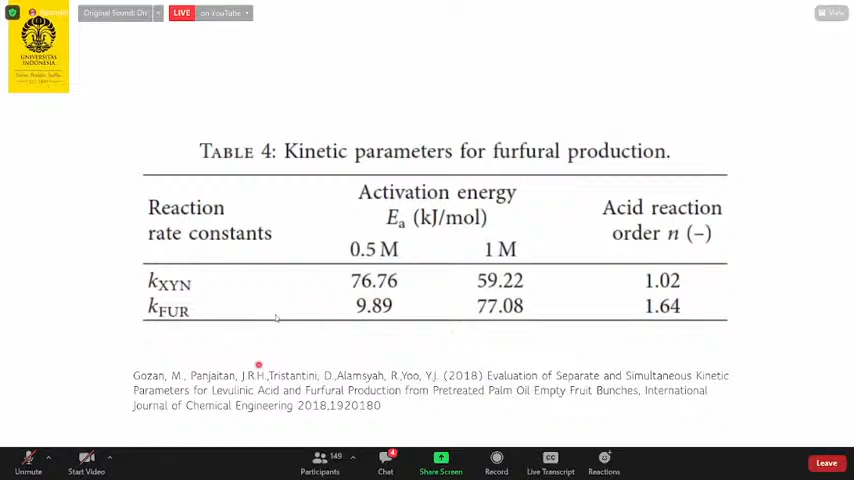 Original Sound: On
LIVE on YouTube
View
UNIVERSITAS
INDONESIA
TABLE 4: Kinetic parameters for furfural production.
Reaction rate constants
Activation energy Ea (kJ/mol)
Acid reaction order n (–)
0.5 M 1 M
kXYN 76.76 59.22 1.02
kFUR 9.89 77.08 1.64
Gozan, M., Panjaitan, J.R.H.,Tristantini, D.,Alamsyah, R.,Yoo, Y.J. (2018) Evaluation of Separate and Simultaneous Kinetic
Parameters for Levulinic Acid and Furfural Production from Pretreated Palm Oil Empty Fruit Bunches, International
Journal of Chemical Engineering 2018,1920180
149
4
CC
Unmute
Start Video
Participants
Chat
Share Screen
Record
Live Transcript
Reactions
Leave